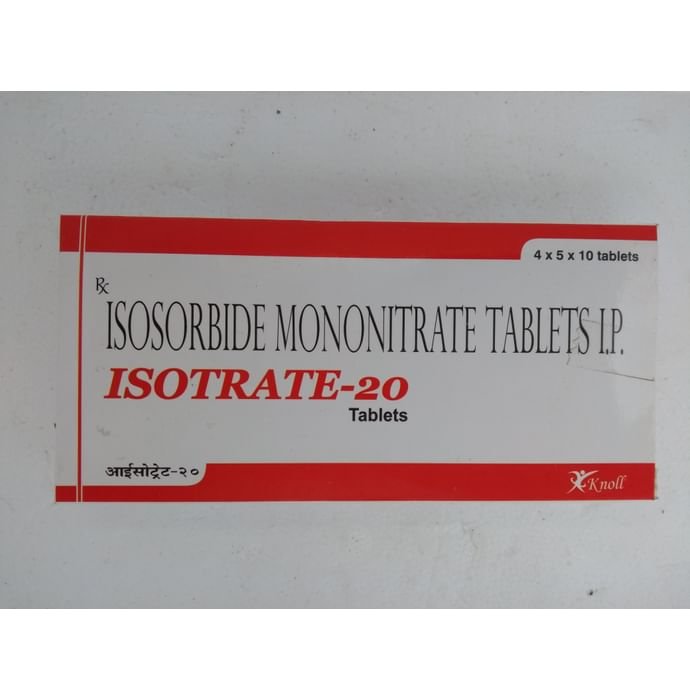 4 x 5 x 10 tablets
℞
ISOSORBIDE MONONITRATE TABLETS I.P.
ISOTRATE-20
Tablets
आईसोट्रेट-२०
Knoll